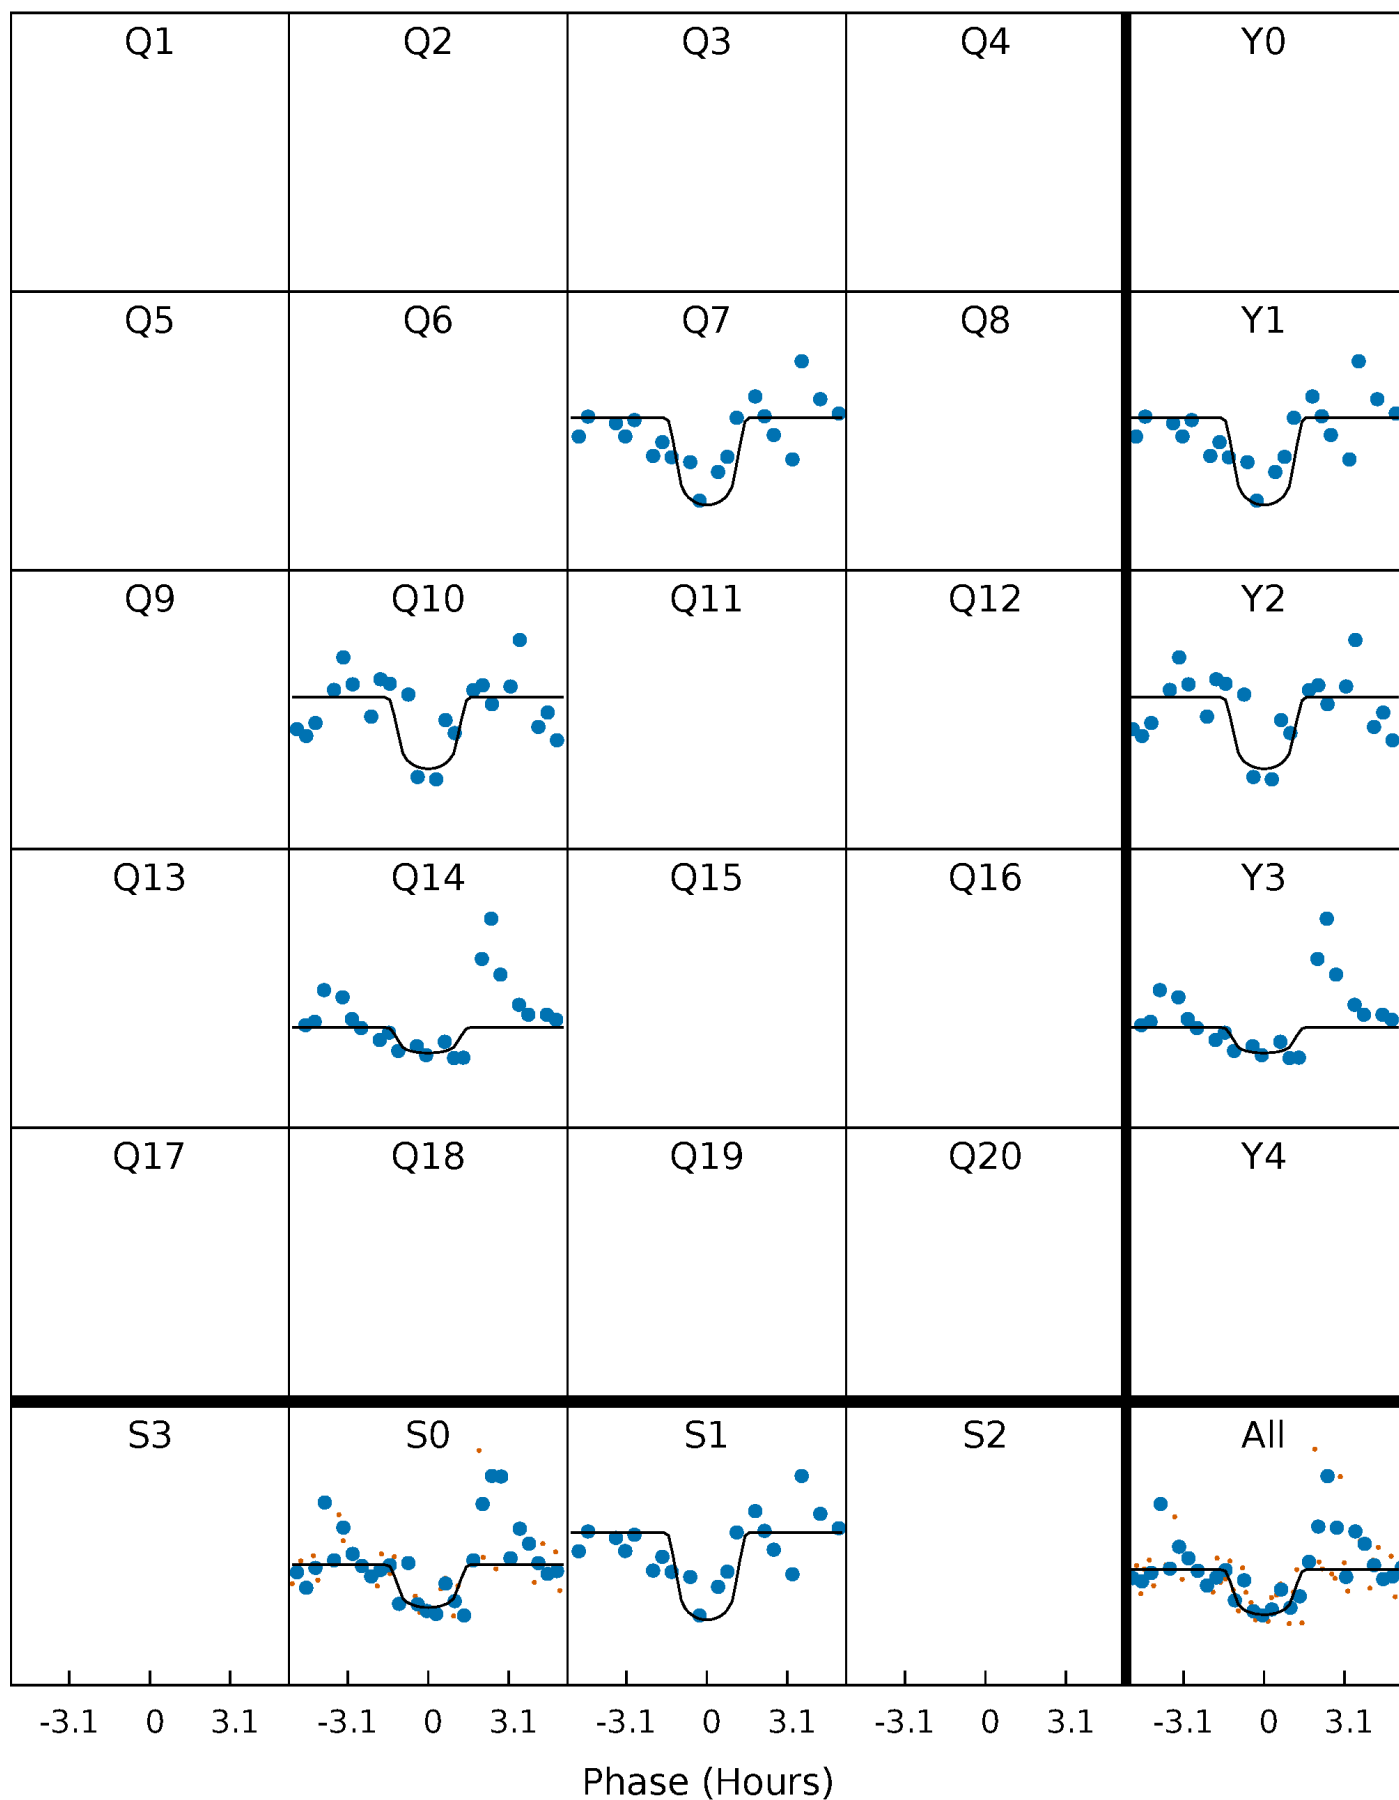 Q1 Q2 Q3 Q4 Y0
Q5 Q6 Q7 Q8 Y1
Q9 Q10 Q11 Q12 Y2
Q13 Q14 Q15 Q16 Y3
Q17 Q18 Q19 Q20 Y4
S3 S0 S1 S2 All
-3.1 0 3.1 -3.1 0 3.1 -3.1 0 3.1 -3.1 0 3.1 -3.1 0 3.1
Phase (Hours)